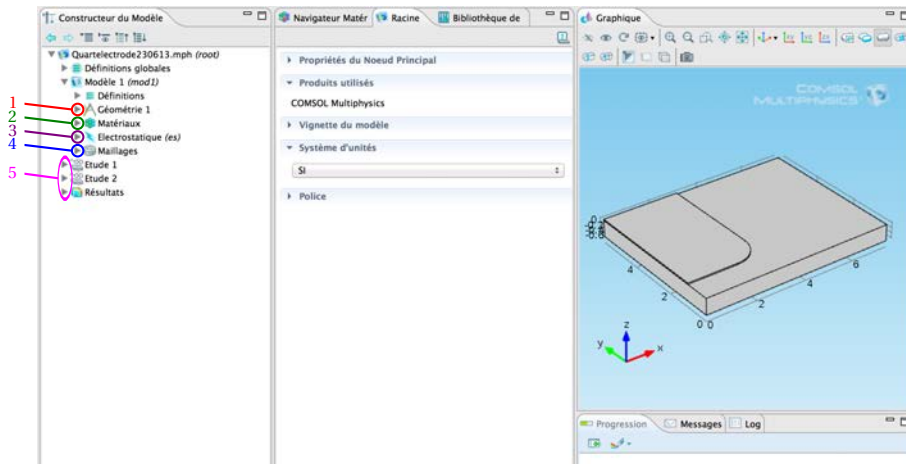 Constructeur du Modèle
Quartelectrode230613.mph (root)
Définitions globales
Modèle 1 (mod1)
Définitions
1 Géométrie 1
2 Matériaux
3 Electrostatique (es)
4 Maillages
5 Etude 1
Etude 2
Résultats
Navigateur Matér Racine Bibliothèque de
Propriétés du Noeud Principal
Produits utilisés
COMSOL Multiphysics
Vignette du modèle
Système d'unités
SI
Police
Graphique
COMSOL
MULTIPHYSICS
0
4
2
0 0
2
4
6
z
y x
Progression Messages Log